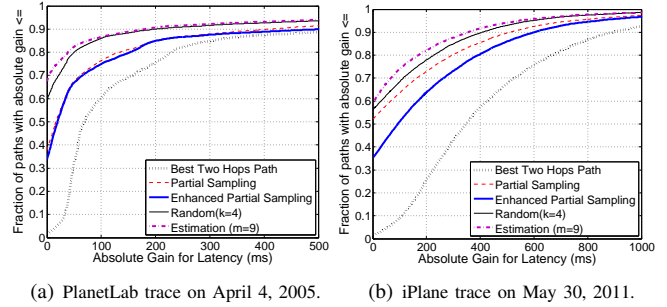 Fraction of paths with absolute gain <=
1
0.9
0.8
0.7
0.6
0.5
0.4
0.3
0.2
0.1
0
0 100 200 300 400 500
Absolute Gain for Latency (ms)
Best Two Hops Path
Partial Sampling
Enhanced Partial Sampling
Random(k=4)
Estimation (m=9)
(a) PlanetLab trace on April 4, 2005.
Fraction of paths with absolute gain <=
1
0.9
0.8
0.7
0.6
0.5
0.4
0.3
0.2
0.1
0
0 200 400 600 800 1000
Absolute Gain for Latency (ms)
Best Two Hops Path
Partial Sampling
Enhanced Partial Sampling
Random(k=4)
Estimation (m=9)
(b) iPlane trace on May 30, 2011.